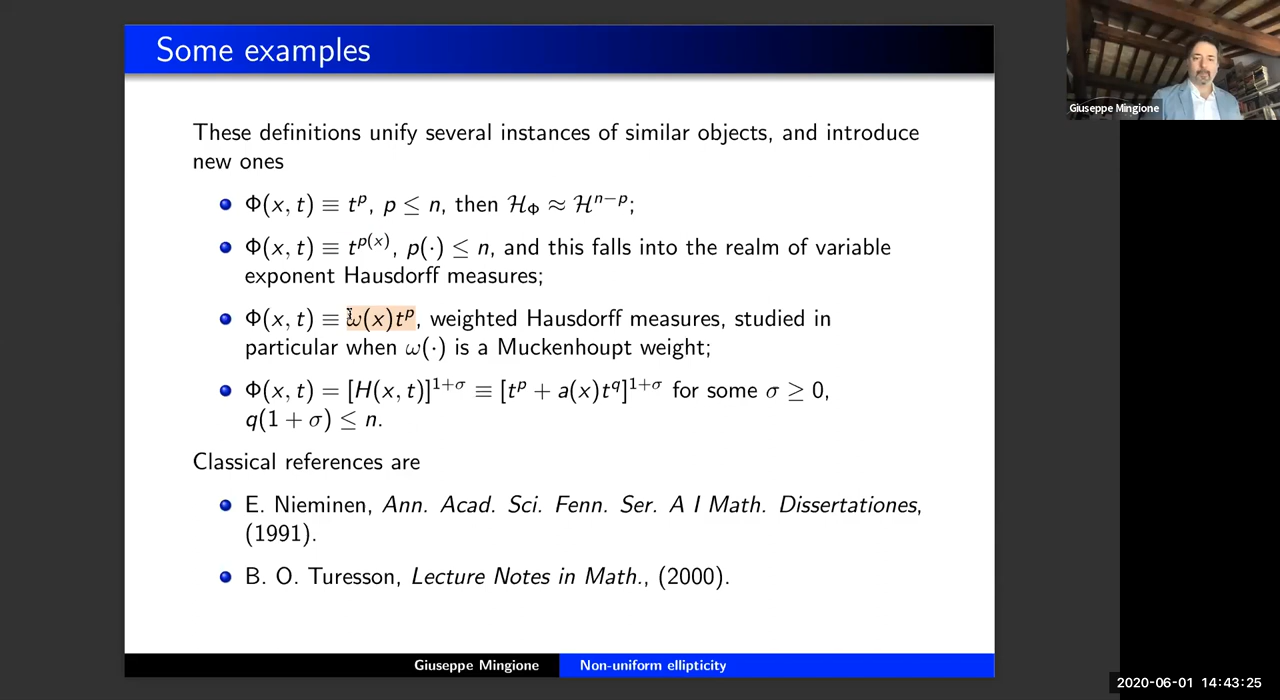 Some examples
Giuseppe Mingione
These definitions unify several instances of similar objects, and introduce
new ones
Φ(x, t) ≡ t^p, p ≤ n, then ℋ_Φ ≈ ℋ^{n−p};
Φ(x, t) ≡ t^{p(x)}, p(·) ≤ n, and this falls into the realm of variable
exponent Hausdorff measures;
Φ(x, t) ≡ ω(x)t^p, weighted Hausdorff measures, studied in
particular when ω(·) is a Muckenhoupt weight;
Φ(x, t) = [H(x, t)]^{1+σ} ≡ [t^p + a(x)t^q]^{1+σ} for some σ ≥ 0,
q(1 + σ) ≤ n.
Classical references are
E. Nieminen, Ann. Acad. Sci. Fenn. Ser. A I Math. Dissertationes,
(1991).
B. O. Turesson, Lecture Notes in Math., (2000).
Giuseppe Mingione
Non-uniform ellipticity
2020-06-01 14:43:25